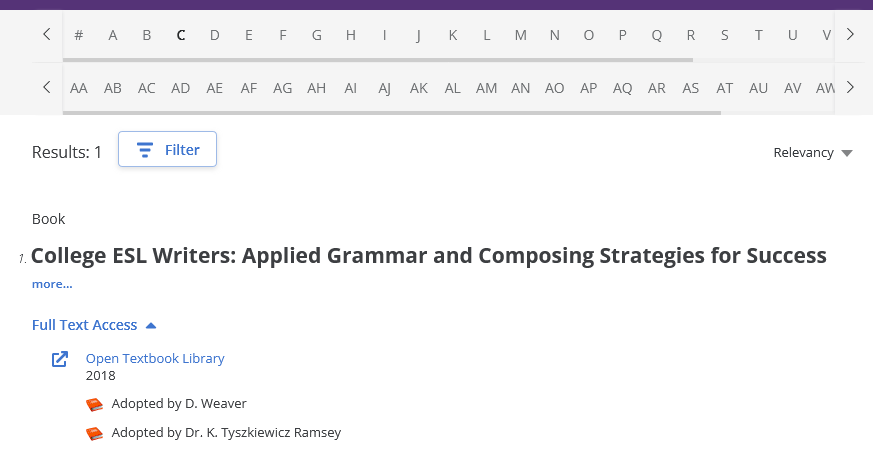 # A B C D E F G H I J K L M N O P Q R S T U V
AA AB AC AD AE AF AG AH AI AJ AK AL AM AN AO AP AQ AR AS AT AU AV AW
Results: 1
Filter
Relevancy
Book
1. College ESL Writers: Applied Grammar and Composing Strategies for Success
more...
Full Text Access
Open Textbook Library
2018
Adopted by D. Weaver
Adopted by Dr. K. Tyszkiewicz Ramsey